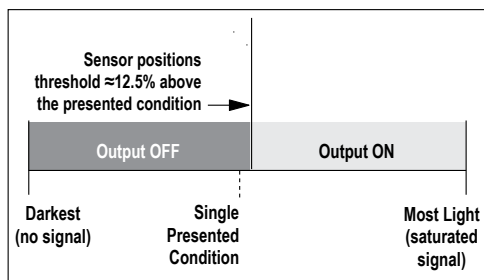 Sensor positions
threshold ≈12.5% above
the presented condition
Output OFF
Output ON
Darkest
(no signal)
Single
Presented
Condition
Most Light
(saturated
signal)